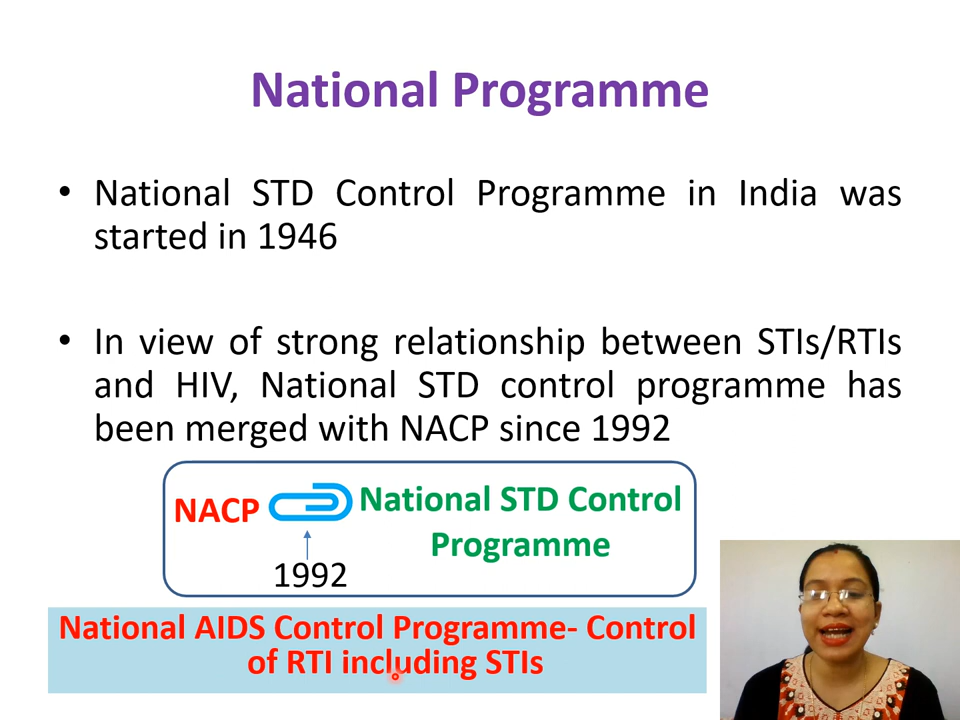 National Programme
• National STD Control Programme in India was
started in 1946
• In view of strong relationship between STIs/RTIs
and HIV, National STD control programme has
been merged with NACP since 1992
NACP National STD Control
Programme
1992
National AIDS Control Programme- Control
of RTI including STIs